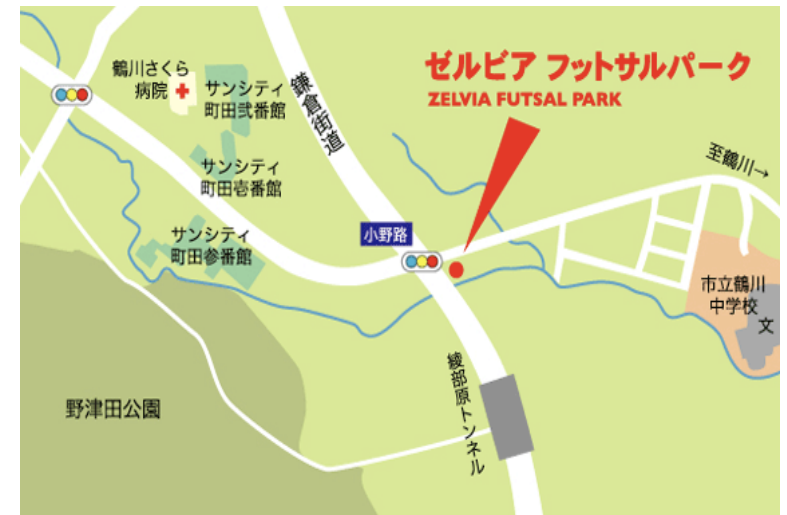 ゼルビア フットサルパーク
ZELVIA FUTSAL PARK
鶴川さくら
病院
サンシティ
町田弐番館
鎌倉街道
至鶴川→
サンシティ
町田壱番館
サンシティ
町田参番館
小野路
市立鶴川
中学校
文
綾部原トンネル
野津田公園